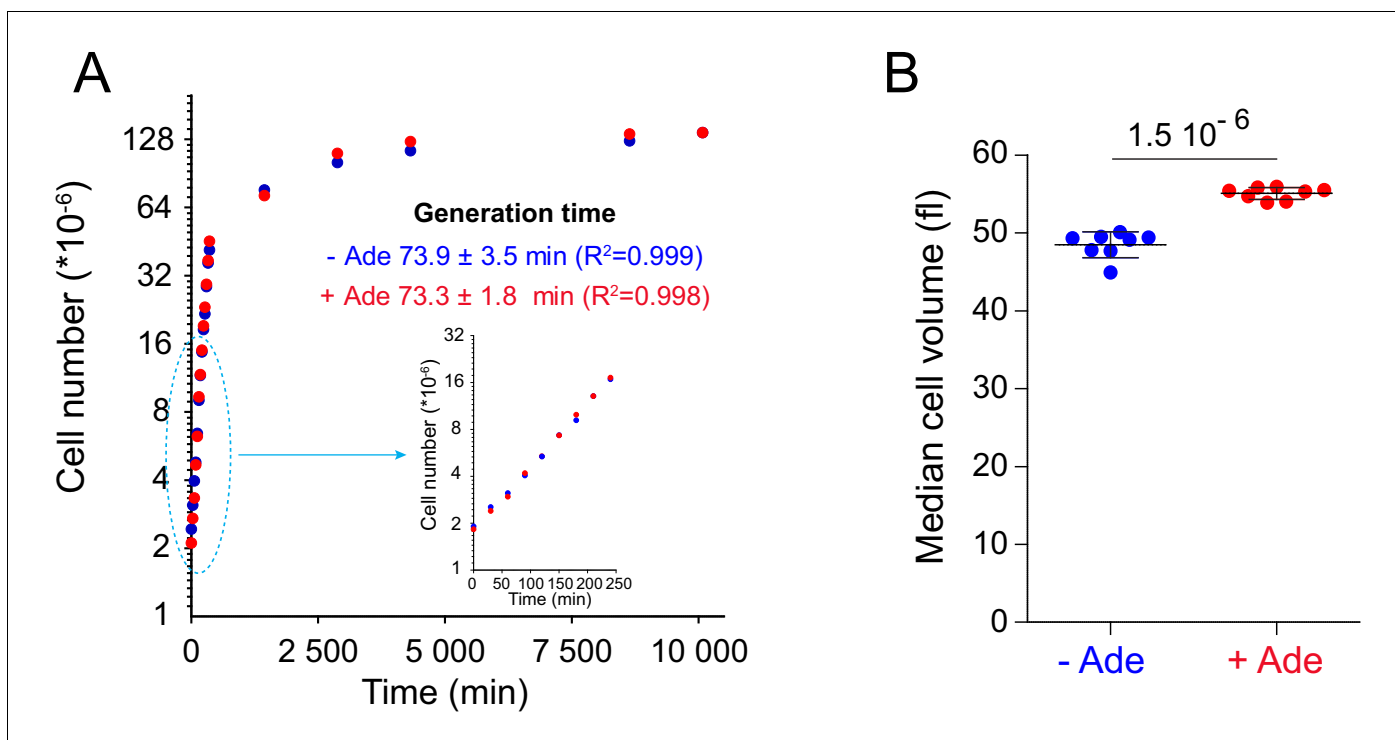 A
Cell number (*10⁻⁶)
128
64
32
16
8
4
2
1
0
2 500
5 000
7 500
10 000
Time (min)
Generation time
- Ade 73.9 ± 3.5 min (R²=0.999)
+ Ade 73.3 ± 1.8 min (R²=0.998)
Cell number (*10⁻⁶)
32
16
8
4
2
1
0
50
100
150
200
250
Time (min)
B
1.5 10⁻⁶
Median cell volume (fl)
60
50
40
30
20
10
0
- Ade
+ Ade